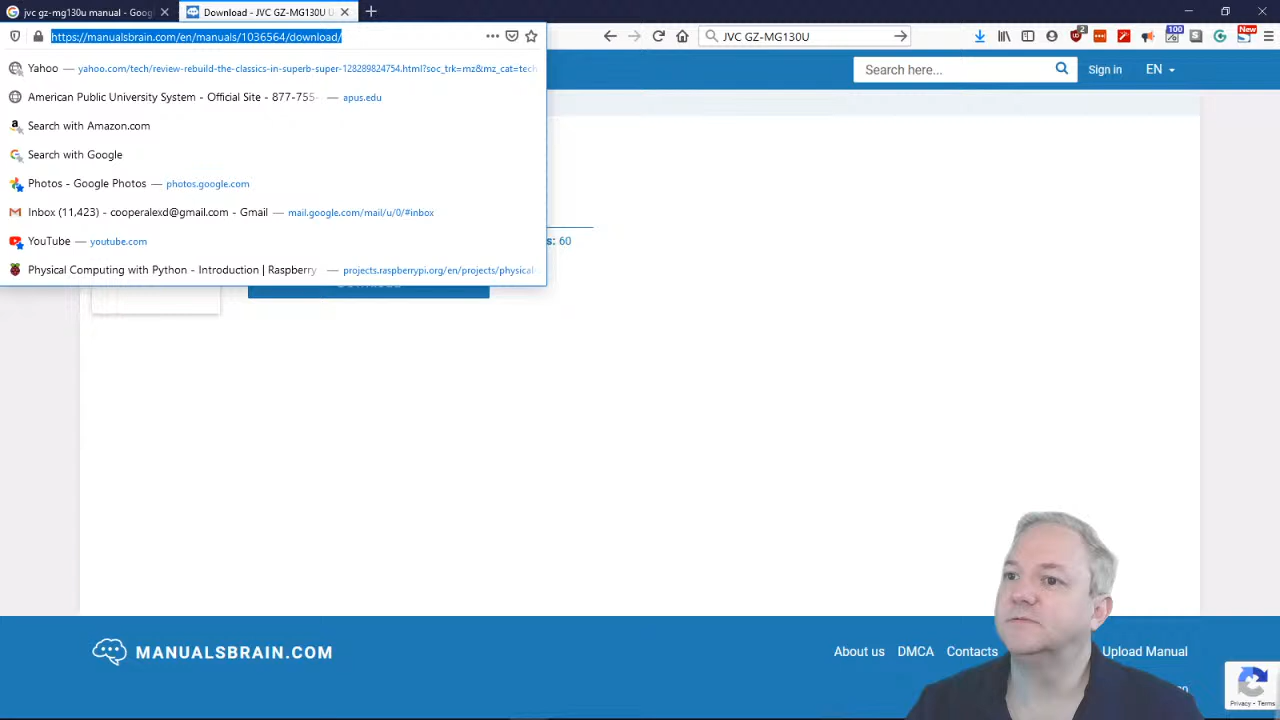 jvc gz-mg130u manual - Goog
Download - JVC GZ-MG130U U
https://manualsbrain.com/en/manuals/1036564/download/
JVC GZ-MG130U
100
2
New
Yahoo — yahoo.com/tech/review-rebuild-the-classics-in-superb-super-128289824754.html?soc_trk=mz&mz_cat=tech
Search here...
Sign in
EN
American Public University System - Official Site - 877-755- — apus.edu
Search with Amazon.com
Search with Google
Photos - Google Photos — photos.google.com
Inbox (11,423) - cooperalexd@gmail.com - Gmail — mail.google.com/mail/u/0/#inbox
YouTube — youtube.com
s: 60
Physical Computing with Python - Introduction | Raspberry — projects.raspberrypi.org/en/projects/physical-
MANUALSBRAIN.COM
About us
DMCA
Contacts
Upload Manual
Privacy - Terms